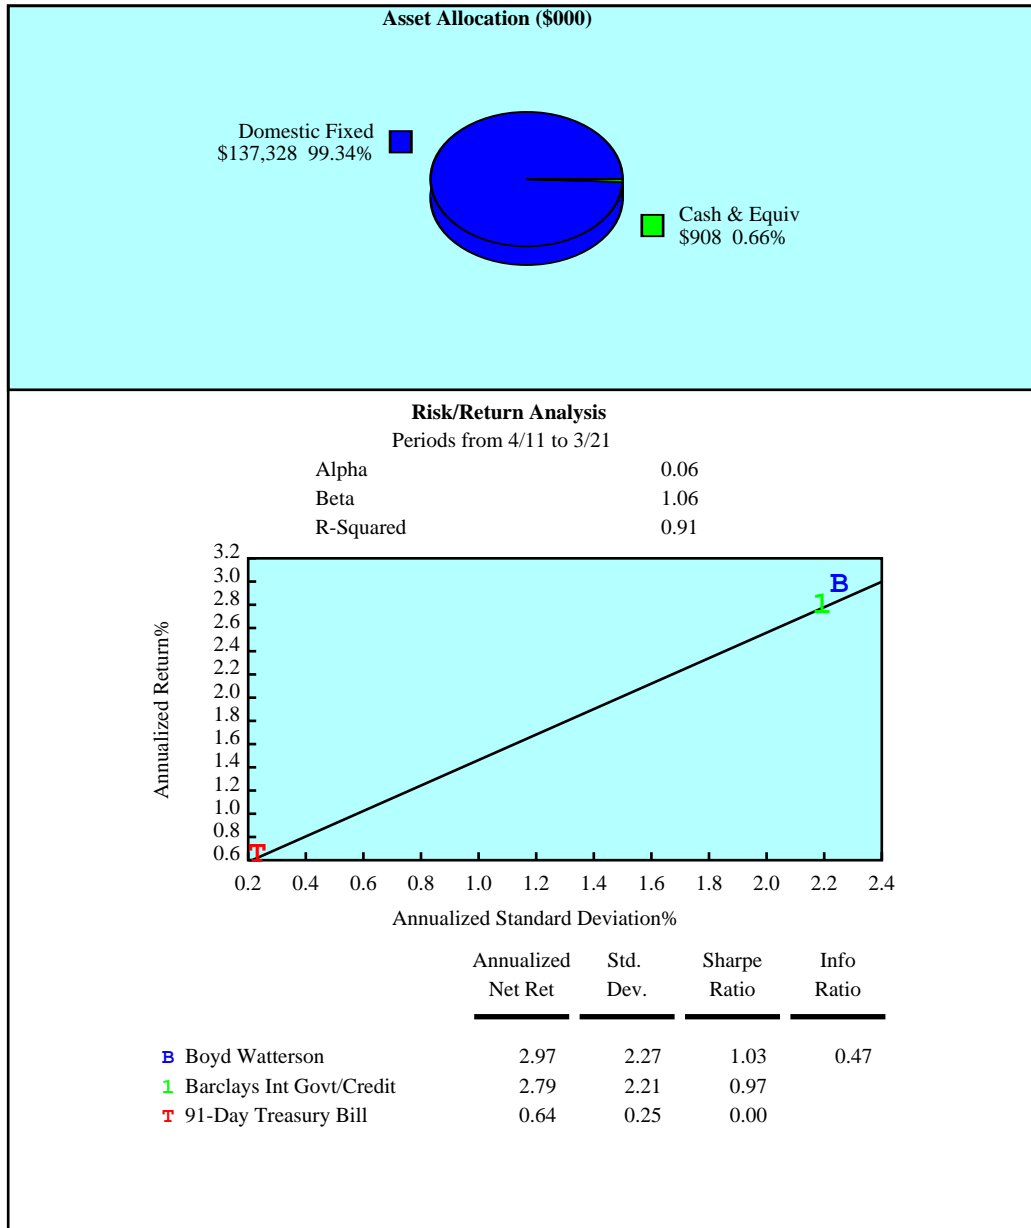 Asset Allocation ($000)
Domestic Fixed
$137,328 99.34%
Cash & Equiv
$908 0.66%
Risk/Return Analysis
Periods from 4/11 to 3/21
Alpha 0.06
Beta 1.06
R-Squared 0.91
3.2
3.0
2.8
2.6
2.4
2.2
2.0
1.8
1.6
1.4
1.2
1.0
0.8
0.6
Annualized Return%
B
1
T
0.2 0.4 0.6 0.8 1.0 1.2 1.4 1.6 1.8 2.0 2.2 2.4
Annualized Standard Deviation%
Annualized Std. Sharpe Info
Net Ret Dev. Ratio Ratio
B Boyd Watterson 2.97 2.27 1.03 0.47
1 Barclays Int Govt/Credit 2.79 2.21 0.97
T 91-Day Treasury Bill 0.64 0.25 0.00